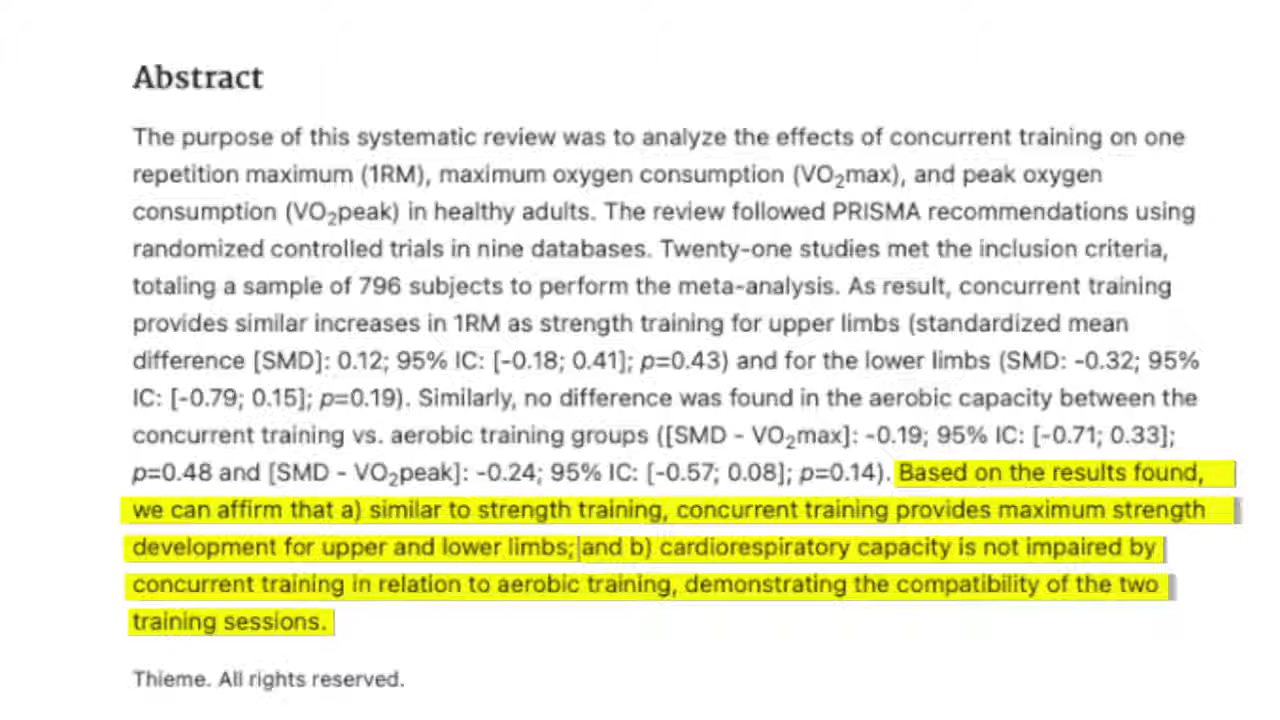 Abstract
The purpose of this systematic review was to analyze the effects of concurrent training on one
repetition maximum (1RM), maximum oxygen consumption (VO₂max), and peak oxygen
consumption (VO₂peak) in healthy adults. The review followed PRISMA recommendations using
randomized controlled trials in nine databases. Twenty-one studies met the inclusion criteria,
totaling a sample of 796 subjects to perform the meta-analysis. As result, concurrent training
provides similar increases in 1RM as strength training for upper limbs (standardized mean
difference [SMD]: 0.12; 95% IC: [-0.18; 0.41]; p=0.43) and for the lower limbs (SMD: -0.32; 95%
IC: [-0.79; 0.15]; p=0.19). Similarly, no difference was found in the aerobic capacity between the
concurrent training vs. aerobic training groups ([SMD - VO₂max]: -0.19; 95% IC: [-0.71; 0.33];
p=0.48 and [SMD - VO₂peak]: -0.24; 95% IC: [-0.57; 0.08]; p=0.14). Based on the results found,
we can affirm that a) similar to strength training, concurrent training provides maximum strength
development for upper and lower limbs; and b) cardiorespiratory capacity is not impaired by
concurrent training in relation to aerobic training, demonstrating the compatibility of the two
training sessions.
Thieme. All rights reserved.